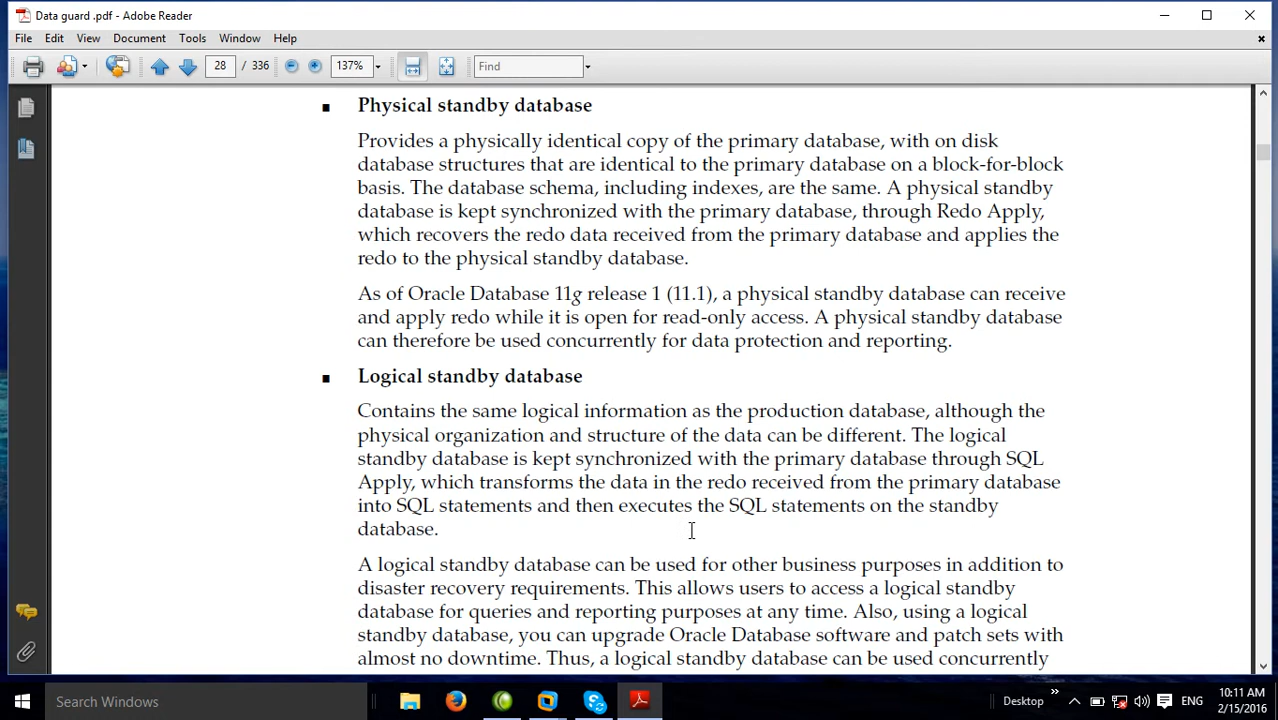 Data guard .pdf - Adobe Reader
File Edit View Document Tools Window Help
28 / 336 137% Find
■ Physical standby database
Provides a physically identical copy of the primary database, with on disk
database structures that are identical to the primary database on a block-for-block
basis. The database schema, including indexes, are the same. A physical standby
database is kept synchronized with the primary database, through Redo Apply,
which recovers the redo data received from the primary database and applies the
redo to the physical standby database.
As of Oracle Database 11g release 1 (11.1), a physical standby database can receive
and apply redo while it is open for read-only access. A physical standby database
can therefore be used concurrently for data protection and reporting.
■ Logical standby database
Contains the same logical information as the production database, although the
physical organization and structure of the data can be different. The logical
standby database is kept synchronized with the primary database through SQL
Apply, which transforms the data in the redo received from the primary database
into SQL statements and then executes the SQL statements on the standby
database.
A logical standby database can be used for other business purposes in addition to
disaster recovery requirements. This allows users to access a logical standby
database for queries and reporting purposes at any time. Also, using a logical
standby database, you can upgrade Oracle Database software and patch sets with
almost no downtime. Thus, a logical standby database can be used concurrently
Search Windows Desktop ENG 10:11 AM
2/15/2016